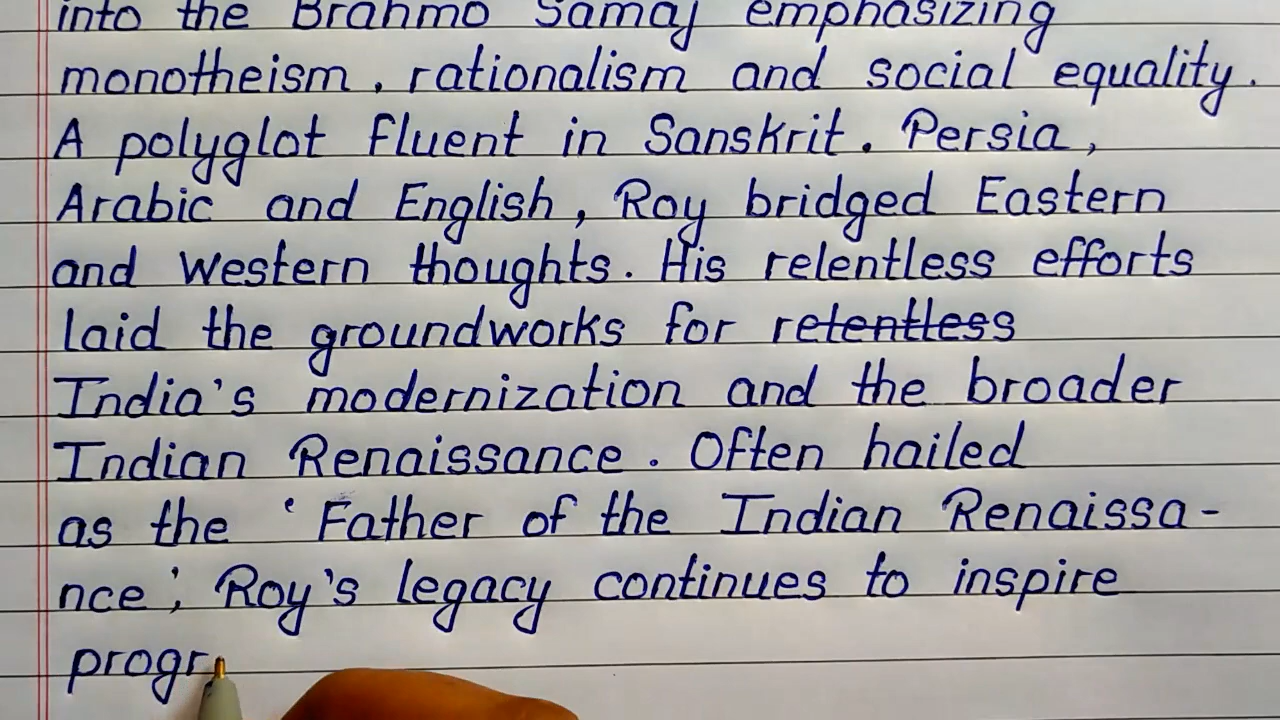 into the Brahmo Samaj emphasizing
monotheism, rationalism and social equality.
A polyglot fluent in Sanskrit. Persia,
Arabic and English, Roy bridged Eastern
and Western thoughts. His relentless efforts
laid the groundworks for retentless
India's modernization and the broader
Indian Renaissance. Often hailed
as the 'Father of the Indian Renaissa-
nce', Roy's legacy continues to inspire
progr